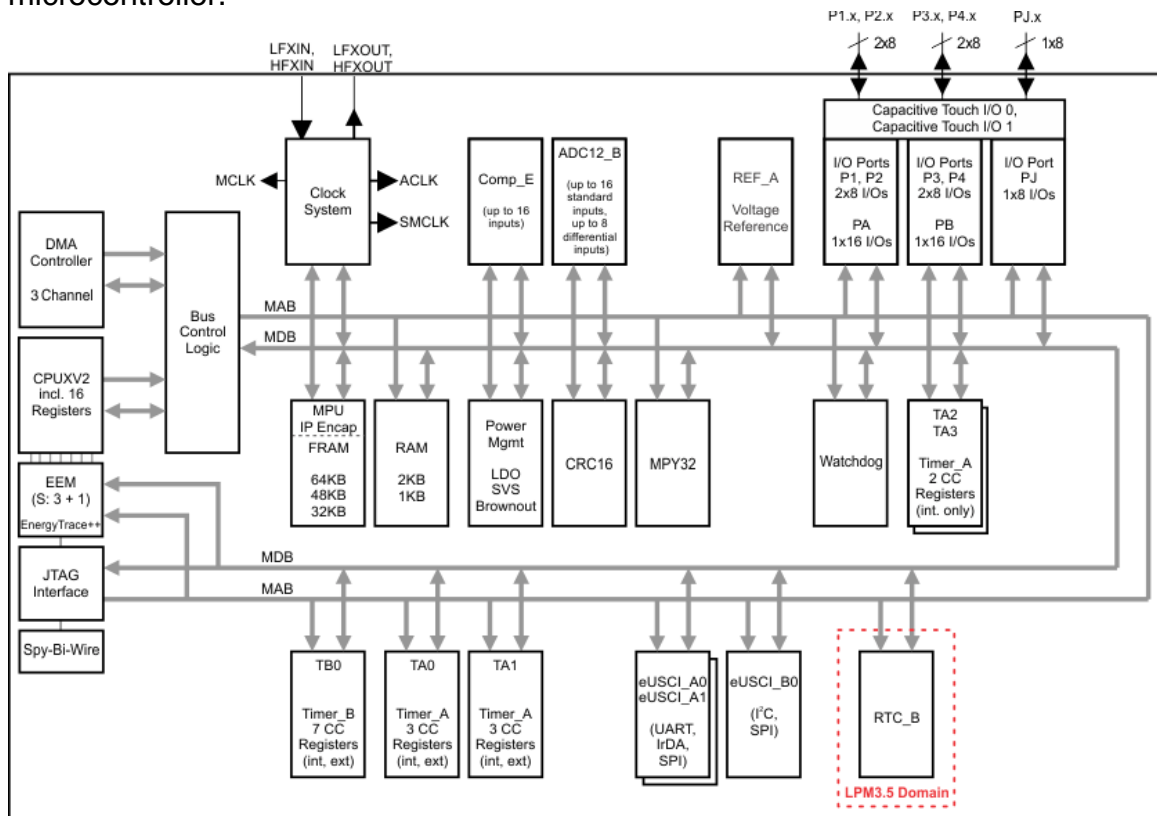 microcontroller.
P1.x, P2.x
P3.x, P4.x
PJ.x
2x8
2x8
1x8
LFXIN,
HFXIN
LFXOUT,
HFXOUT
Capacitive Touch I/O 0,
Capacitive Touch I/O 1
MCLK
Clock
System
ACLK
SMCLK
Comp_E
(up to 16
inputs)
ADC12_B
(up to 16
standard
inputs,
up to 8
differential
inputs)
REF_A
Voltage
Reference
I/O Ports
P1, P2
2x8 I/Os
PA
1x16 I/Os
I/O Ports
P3, P4
2x8 I/Os
PB
1x16 I/Os
I/O Port
PJ
1x8 I/Os
DMA
Controller
3 Channel
Bus
Control
Logic
MAB
MDB
CPUXV2
incl. 16
Registers
MPU
IP Encap
FRAM
64KB
48KB
32KB
RAM
2KB
1KB
Power
Mgmt
LDO
SVS
Brownout
CRC16
MPY32
Watchdog
TA2
TA3
Timer_A
2 CC
Registers
(int. only)
EEM
(S: 3 + 1)
EnergyTrace++
JTAG
Interface
Spy-Bi-Wire
MDB
MAB
TB0
Timer_B
7 CC
Registers
(int, ext)
TA0
Timer_A
3 CC
Registers
(int, ext)
TA1
Timer_A
3 CC
Registers
(int, ext)
eUSCI_A0
eUSCI_A1
(UART,
IrDA,
SPI)
eUSCI_B0
(I²C,
SPI)
RTC_B
LPM3.5 Domain